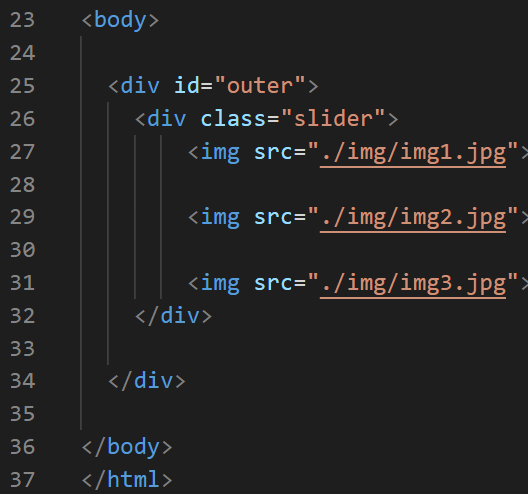 23 <body>
24
25 <div id="outer">
26 <div class="slider">
27 <img src="./img/img1.jpg">
28
29 <img src="./img/img2.jpg">
30
31 <img src="./img/img3.jpg">
32 </div>
33
34 </div>
35
36 </body>
37 </html>